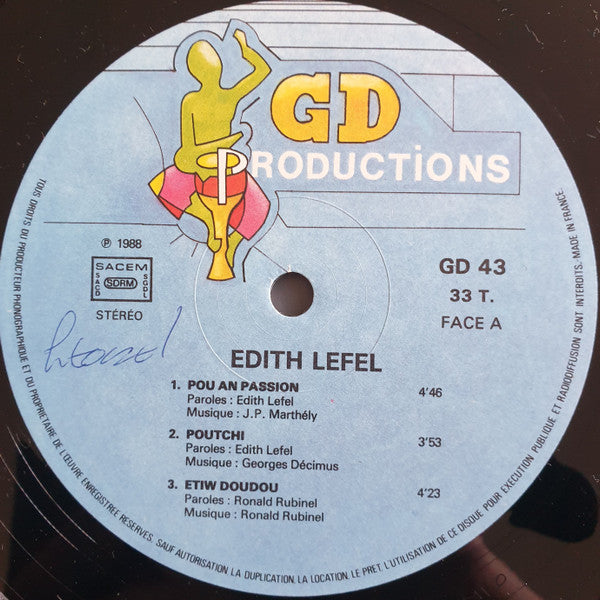 GD
PRODUCTiONS
℗ 1988
SACEM
SACD
SDRM
SGDL
STÉRÉO
GD 43
33 T.
FACE A
EDITH LEFEL
1. POU AN PASSION 4'46
Paroles : Edith Lefel
Musique : J.P. Marthély
2. POUTCHI 3'53
Paroles : Edith Lefel
Musique : Georges Décimus
3. ETIW DOUDOU 4'23
Paroles : Ronald Rubinel
Musique : Ronald Rubinel
TOUS DROITS DU PRODUCTEUR PHONOGRAPHIQUE ET DU PROPRIETAIRE DE L'ŒUVRE ENREGISTREE RESERVES. SAUF AUTORISATION LA DUPLICATION, LA LOCATION, LE PRET, L'UTILISATION DE CE DISQUE POUR EXECUTION PUBLIQUE ET RADIODIFFUSION SONT INTERDITS. MADE IN FRANCE.